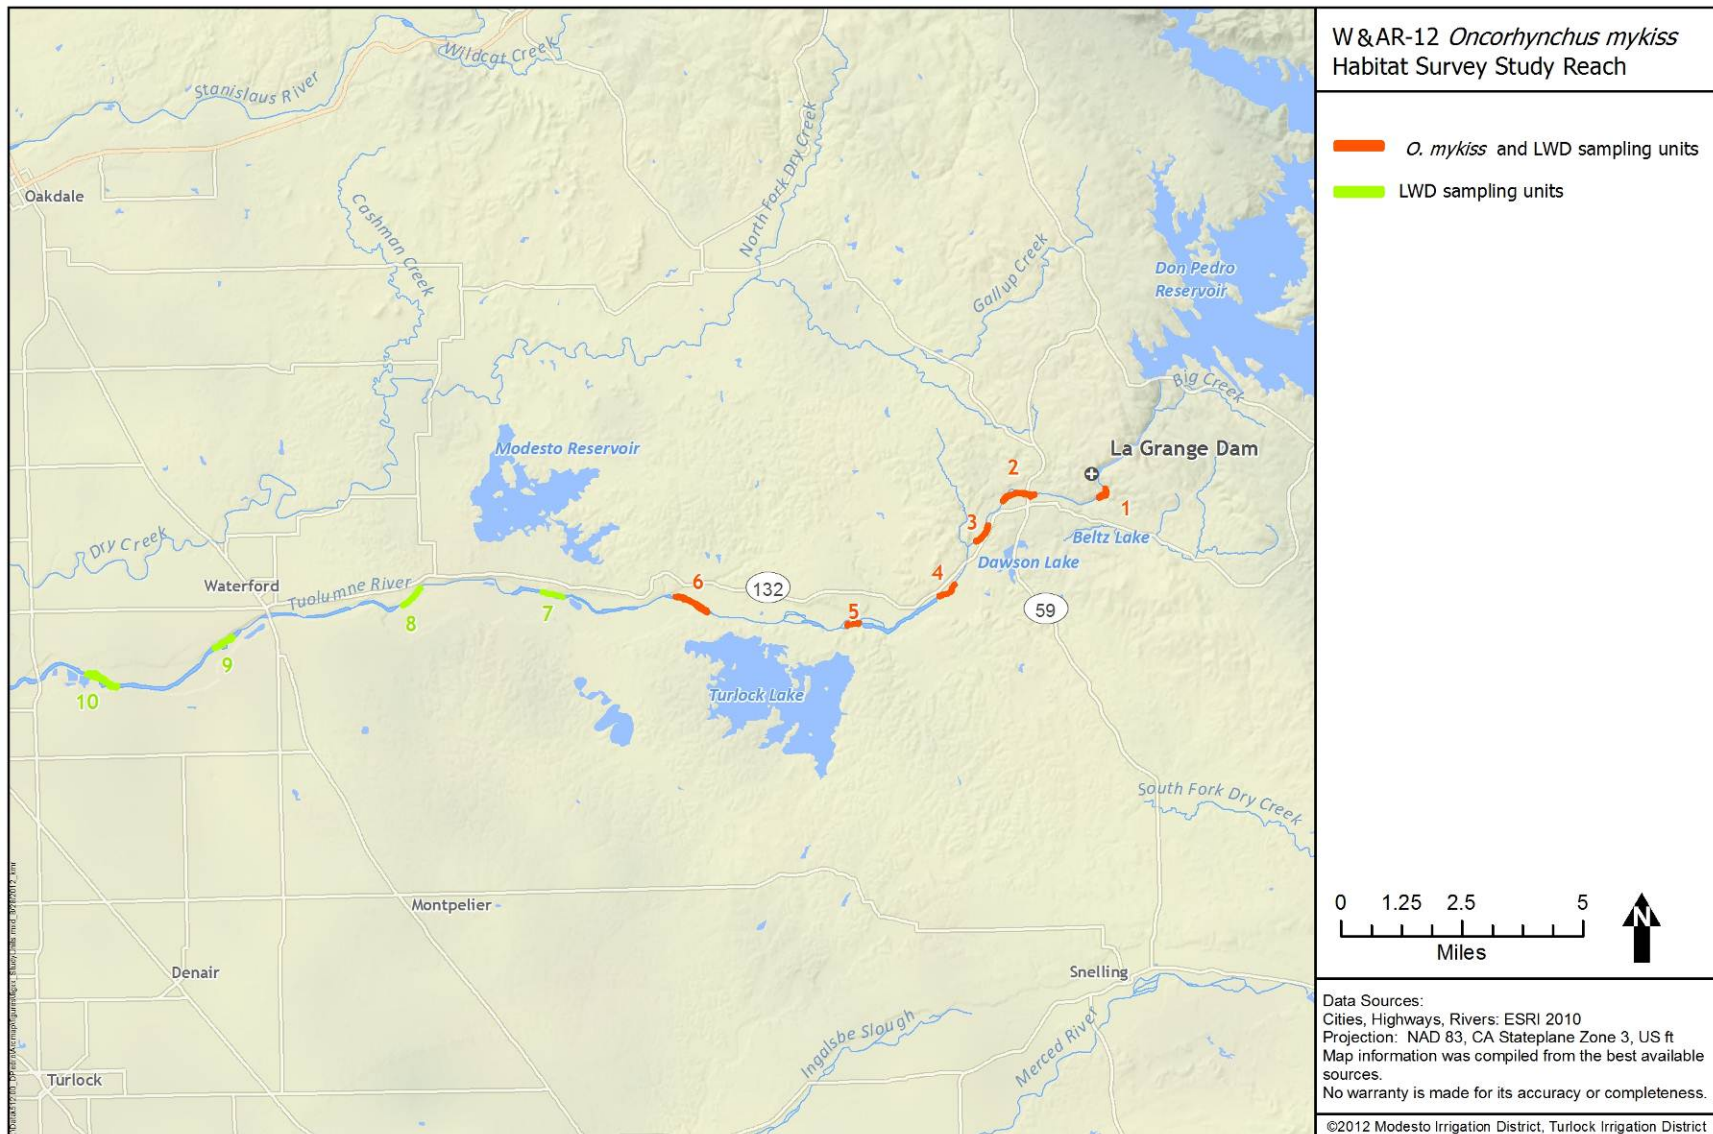 W&AR-12 Oncorhynchus mykiss
Habitat Survey Study Reach
O. mykiss and LWD sampling units
LWD sampling units
Wildcat Creek
Stanislaus River
Oakdale
Cashman Creek
North Fork Dry Creek
Gallup Creek
Don Pedro
Reservoir
Big Creek
La Grange Dam
Modesto Reservoir
2
1
3
Beltz Lake
Dawson Lake
Dry Creek
Waterford
Tuolumne River
4
6
132
59
5
7
8
9
10
Turlock Lake
South Fork Dry Creek
Montpelier
Denair
Snelling
Ingalsbe Slough
Merced River
Turlock
0 1.25 2.5 5
Miles
N
Data Sources:
Cities, Highways, Rivers: ESRI 2010
Projection: NAD 83, CA Stateplane Zone 3, US ft
Map information was compiled from the best available
sources.
No warranty is made for its accuracy or completeness.
©2012 Modesto Irrigation District, Turlock Irrigation District